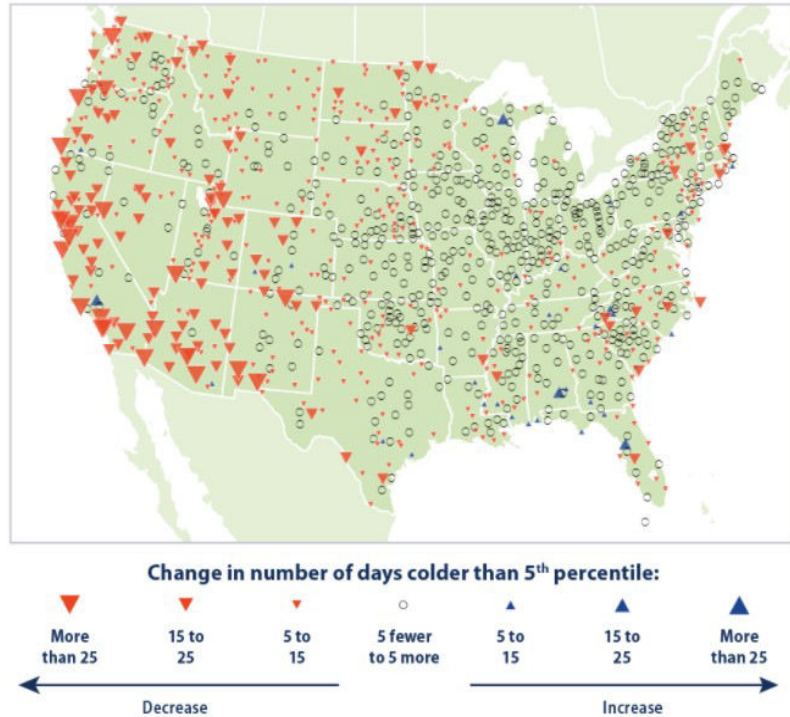 Change in number of days colder than 5th percentile:
More than 25
15 to 25
5 to 15
5 fewer to 5 more
5 to 15
15 to 25
More than 25
Decrease
Increase